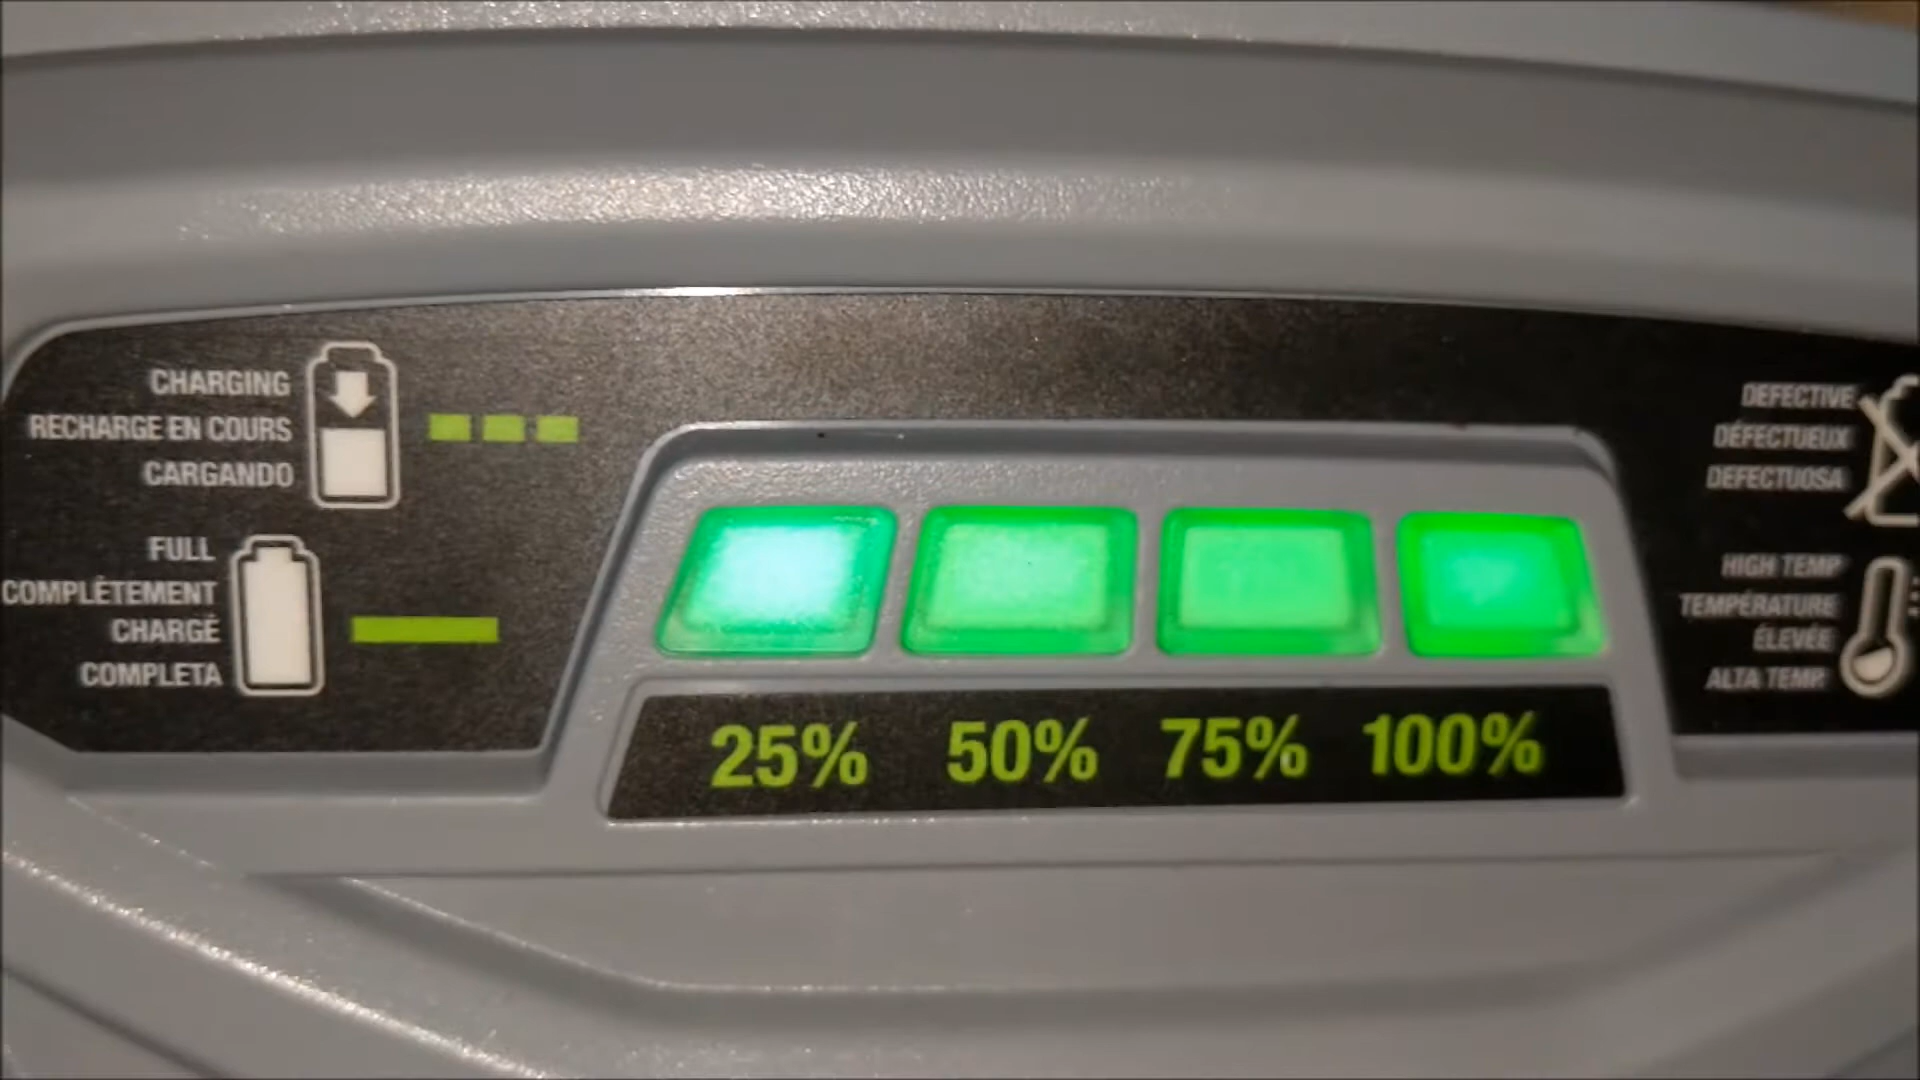 CHARGING
RECHARGE EN COURS
CARGANDO
FULL
COMPLÈTEMENT
CHARGÉ
COMPLETA
25% 50% 75% 100%
DEFECTIVE
DÉFECTUEUX
DEFECTUOSA
HIGH TEMP
TEMPÉRATURE
ÉLEVÉE
ALTA TEMP.